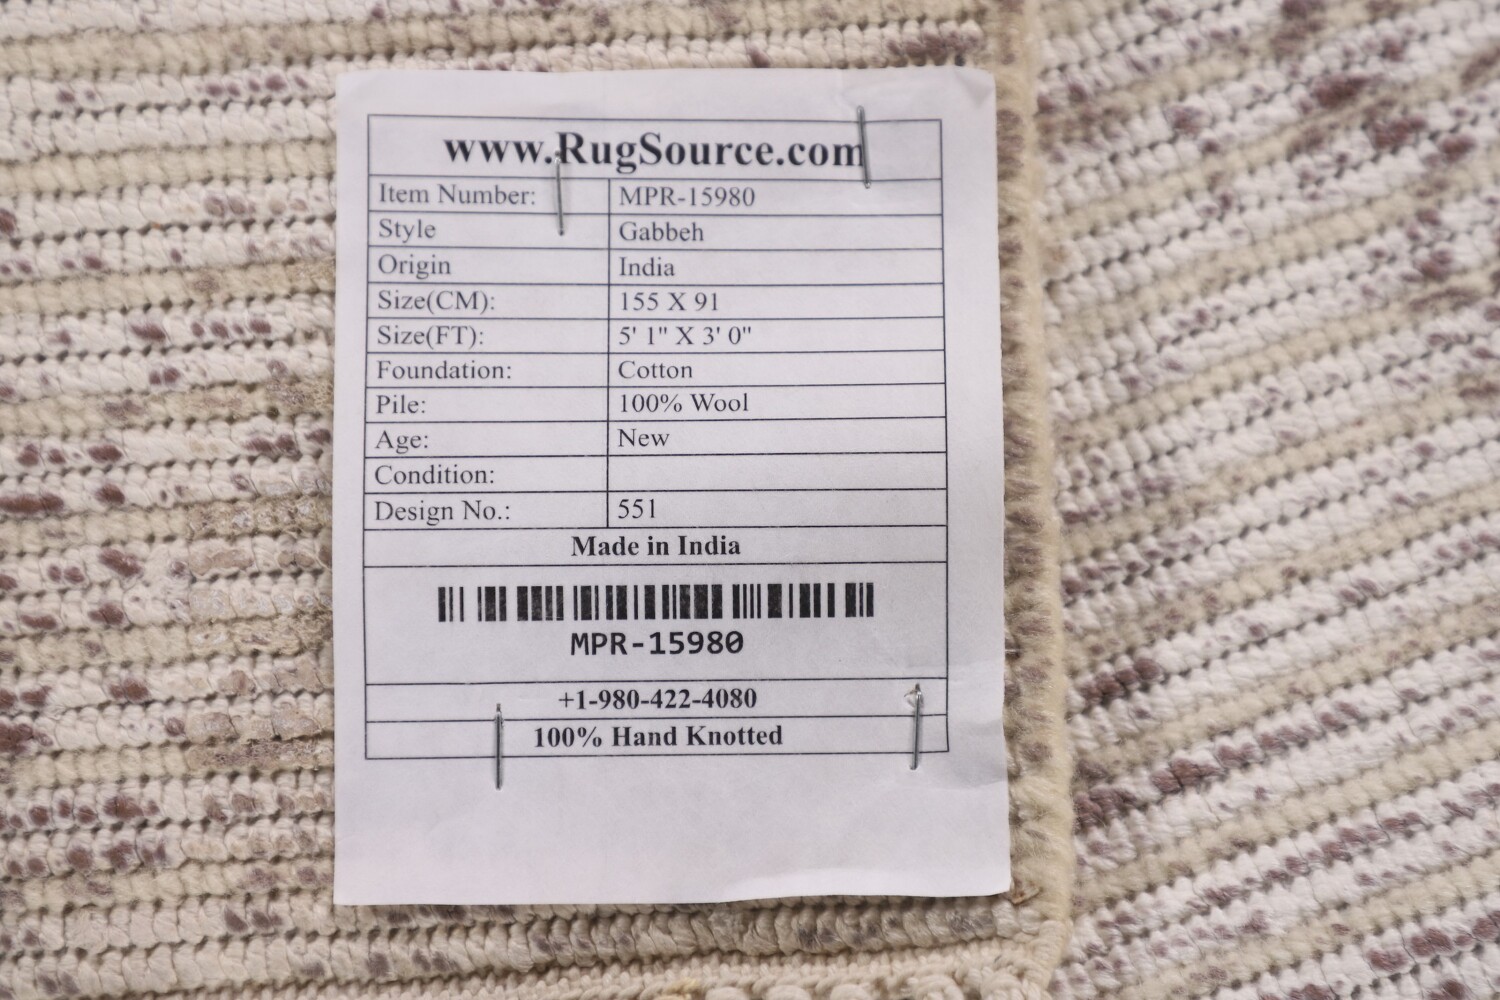 www.RugSource.com
Item Number: MPR-15980
Style Gabbeh
Origin India
Size(CM): 155 X 91
Size(FT): 5' 1" X 3' 0"
Foundation: Cotton
Pile: 100% Wool
Age: New
Condition:
Design No.: 551
Made in India
MPR-15980
+1-980-422-4080
100% Hand Knotted